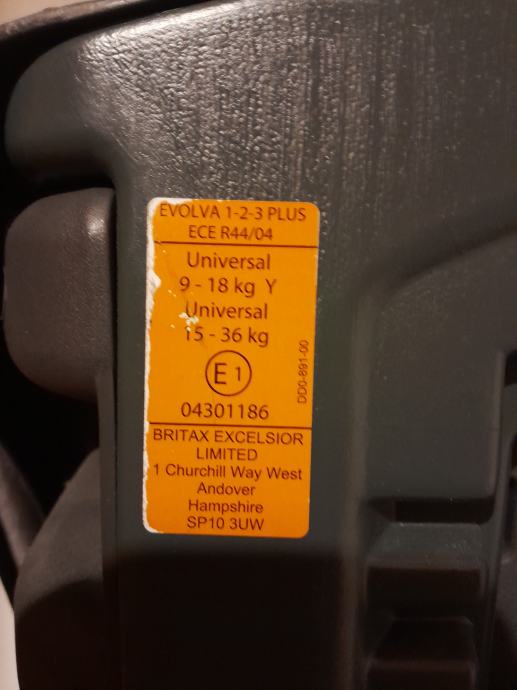 EVOLVA 1-2-3 PLUS
ECE R44/04
Universal
9 - 18 kg Y
Universal
15 - 36 kg
E 1
DD0-891-00
04301186
BRITAX EXCELSIOR
LIMITED
1 Churchill Way West
Andover
Hampshire
SP10 3UW